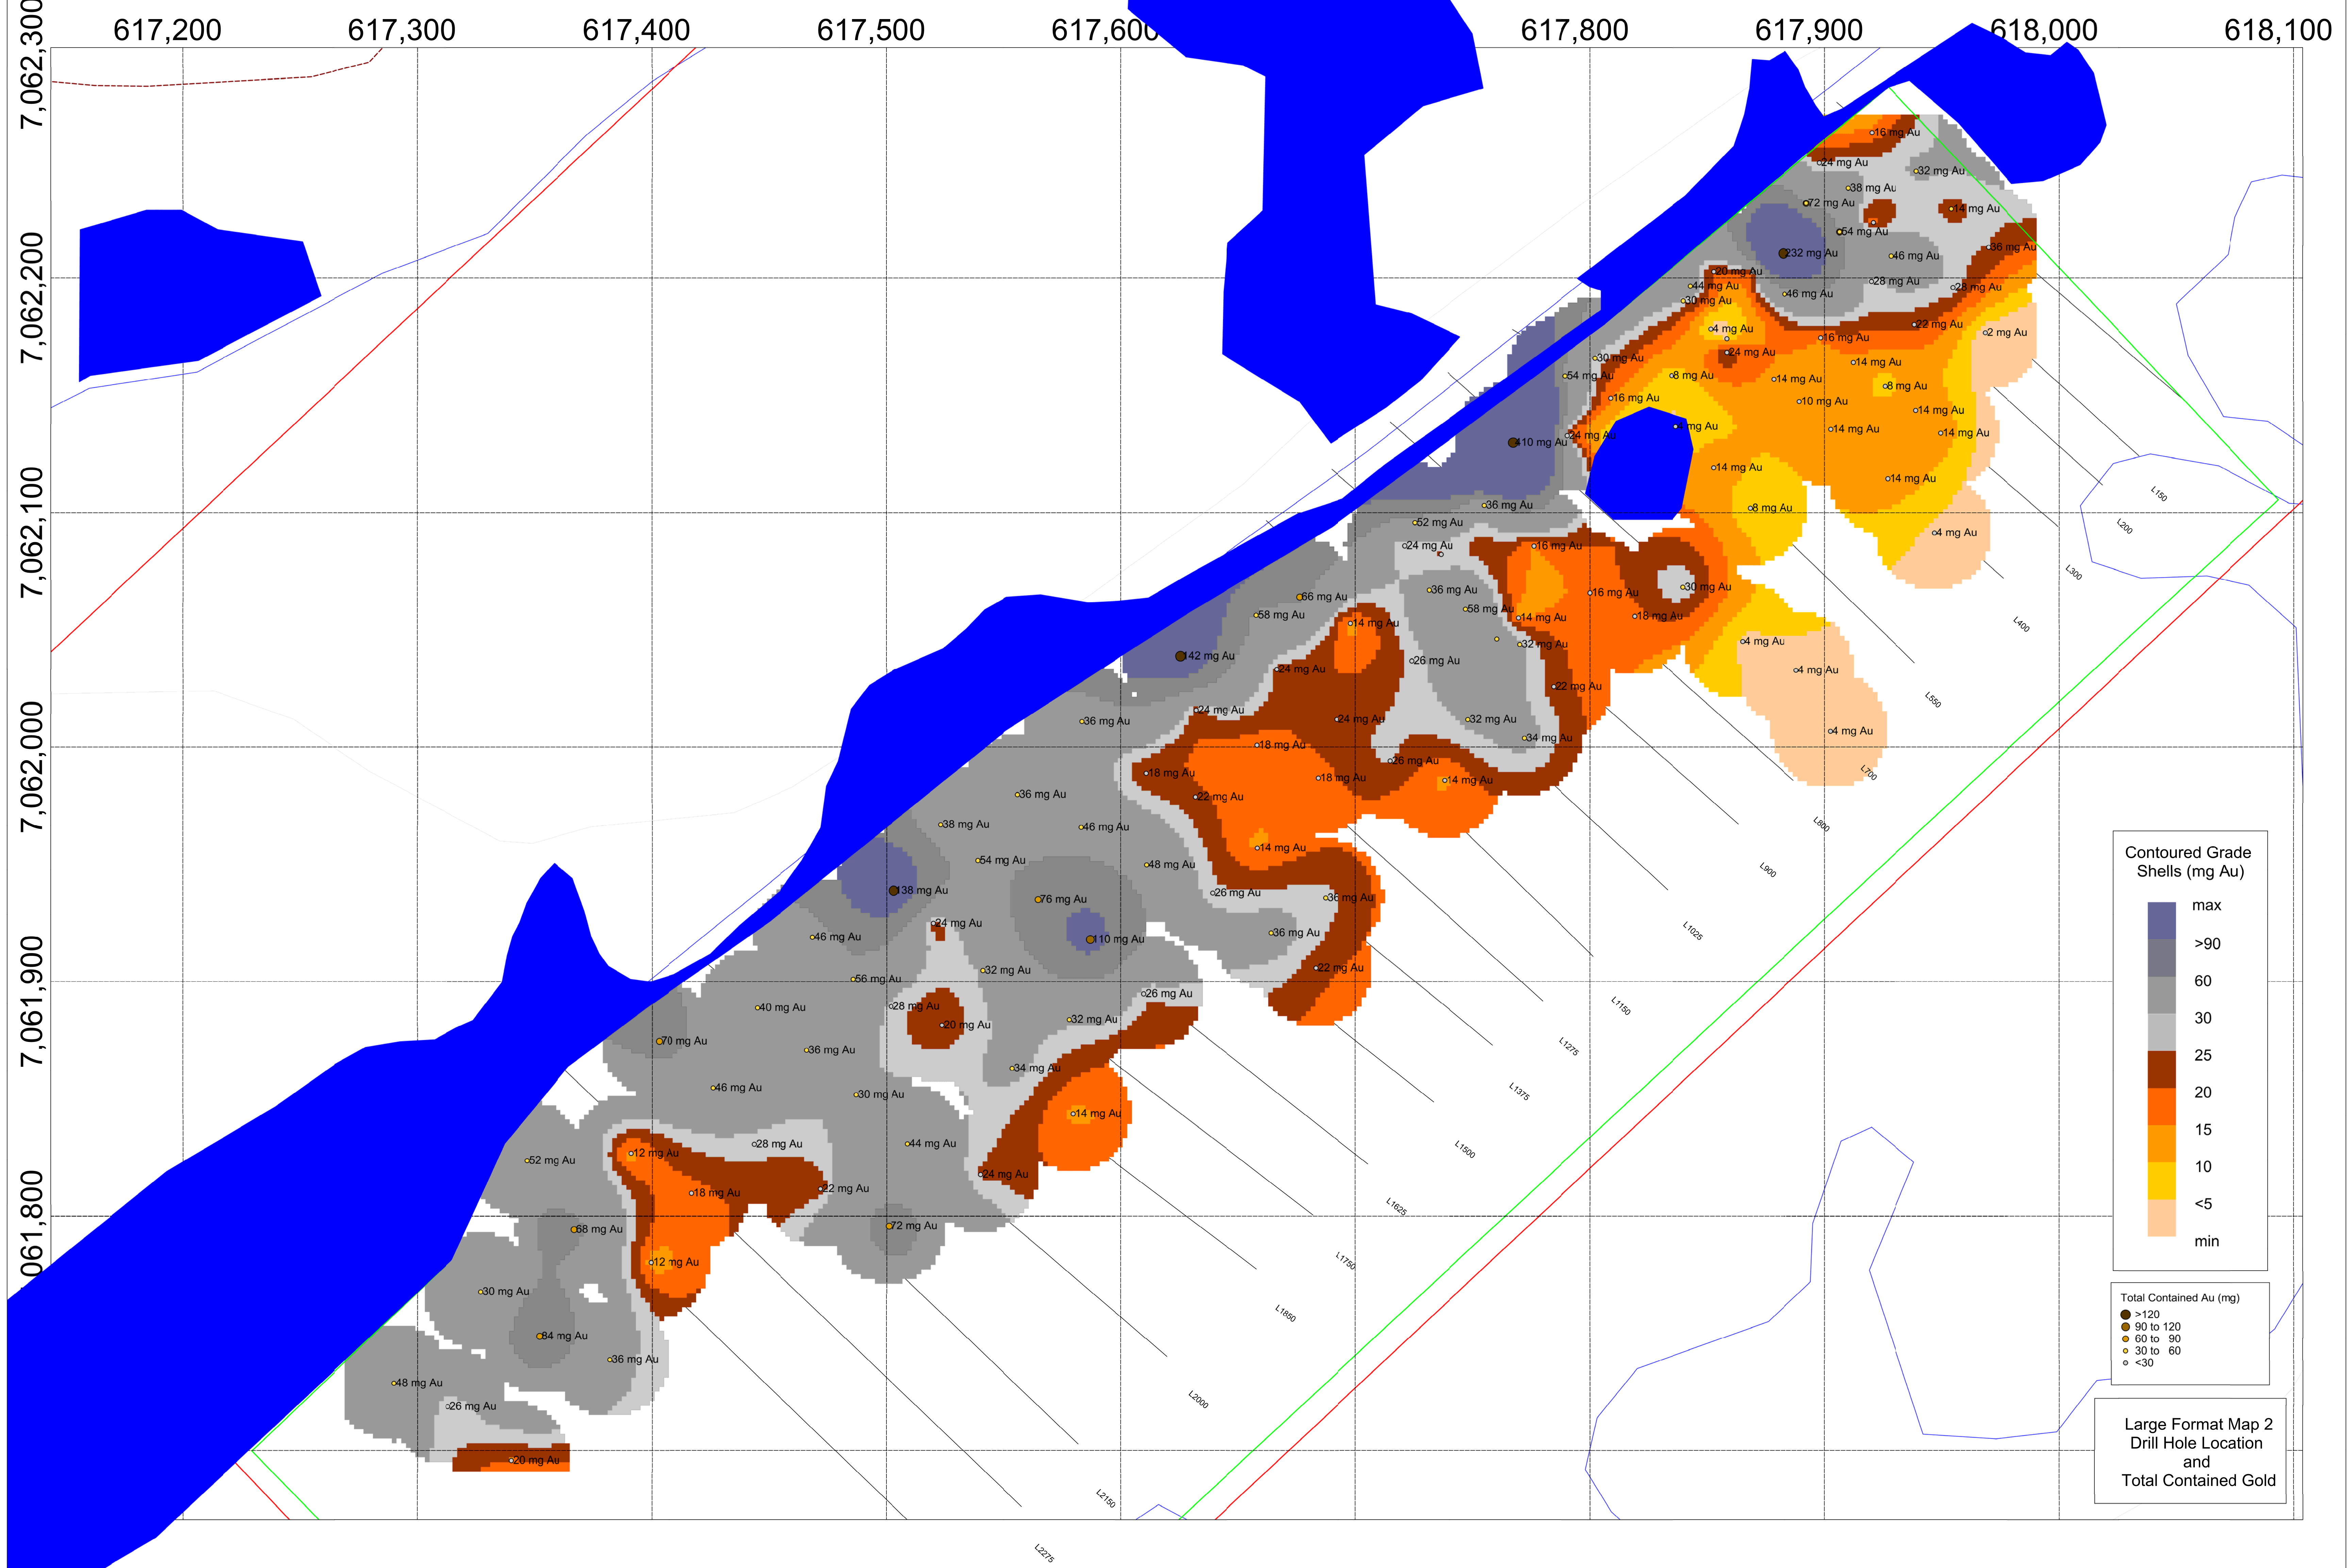 617,200
617,300
617,400
617,500
617,600
617,800
617,900
618,000
618,100
7,062,300
7,062,200
7,062,100
7,062,000
7,061,900
061,800
16 mg Au
24 mg Au
32 mg Au
38 mg Au
72 mg Au
14 mg Au
54 mg Au
36 mg Au
232 mg Au
46 mg Au
20 mg Au
28 mg Au
44 mg Au
28 mg Au
46 mg Au
30 mg Au
22 mg Au
4 mg Au
2 mg Au
16 mg Au
24 mg Au
30 mg Au
14 mg Au
54 mg Au
8 mg Au
14 mg Au
8 mg Au
16 mg Au
10 mg Au
14 mg Au
mg Au
14 mg Au
14 mg Au
24 mg Au
410 mg Au
14 mg Au
14 mg Au
L150
36 mg Au
8 mg Au
52 mg Au
L200
4 mg Au
24 mg Au
16 mg Au
L300
30 mg Au
36 mg Au
16 mg Au
66 mg Au
58 mg Au
58 mg Au
14 mg Au
18 mg Au
14 mg Au
L400
4 mg Au
32 mg Au
142 mg Au
26 mg Au
24 mg Au
4 mg Au
22 mg Au
L550
24 mg Au
36 mg Au
24 mg Au
32 mg Au
4 mg Au
34 mg Au
18 mg Au
26 mg Au
L700
18 mg Au
18 mg Au
14 mg Au
36 mg Au
22 mg Au
38 mg Au
46 mg Au
L800
14 mg Au
54 mg Au
48 mg Au
L900
138 mg Au
26 mg Au
36 mg Au
76 mg Au
24 mg Au
L1025
36 mg Au
46 mg Au
110 mg Au
32 mg Au
22 mg Au
56 mg Au
26 mg Au
L1150
40 mg Au
28 mg Au
32 mg Au
20 mg Au
70 mg Au
L1275
36 mg Au
34 mg Au
46 mg Au
L1375
30 mg Au
14 mg Au
28 mg Au
44 mg Au
L1500
12 mg Au
52 mg Au
24 mg Au
22 mg Au
18 mg Au
L1625
72 mg Au
68 mg Au
L1750
12 mg Au
30 mg Au
L1850
84 mg Au
36 mg Au
48 mg Au
L2000
26 mg Au
20 mg Au
L2150
L2275
Contoured Grade
Shells (mg Au)
max
>90
60
30
25
20
15
10
<5
min
Total Contained Au (mg)
>120
90 to 120
60 to 90
30 to 60
<30
Large Format Map 2
Drill Hole Location
and
Total Contained Gold